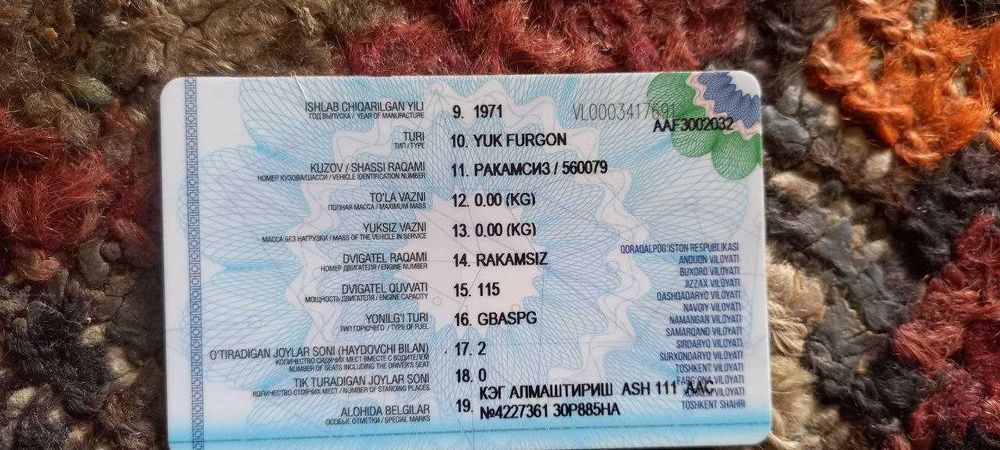 ISHLAB CHIQARILGAN YILI 9. 1971 VL0003417691
ГОД ВЫПУСКА / YEAR OF MANUFACTURE
AAF3002032
TURI 10. YUK FURGON
ТИП / TYPE
KUZOV / SHASSI RAQAMI 11. РАКАМСИЗ / 560079
НОМЕР КУЗОВА/ШАССИ / VEHICLE IDENTIFICATION NUMBER
TO'LA VAZNI 12. 0.00 (KG)
ПОЛНАЯ МАССА / MAXIMUM MASS
YUKSIZ VAZNI 13. 0.00 (KG)
МАССА БЕЗ НАГРУЗКИ / MASS OF THE VEHICLE IN SERVICE
DVIGATEL RAQAMI 14. RAKAMSIZ
НОМЕР ДВИГАТЕЛЯ / ENGINE NUMBER
DVIGATEL QUVVATI 15. 115
МОЩНОСТЬ ДВИГАТЕЛЯ / ENGINE CAPACITY
YONILG'I TURI 16. GBASPG
ТИП ГОРЮЧЕГО / TYPE OF FUEL
O'TIRADIGAN JOYLAR SONI (HAYDOVCHI BILAN) 17. 2
КОЛИЧЕСТВО СИДЯЧИХ МЕСТ ВМЕСТЕ С ВОДИТЕЛЕМ
NUMBER OF SEATS INCLUDING THE DRIVER'S SEAT
TIK TURADIGAN JOYLAR SONI 18. 0
КОЛИЧЕСТВО СТОЯЧИХ МЕСТ / NUMBER OF STANDING PLACES
ALOHIDA BELGILAR 19. КЭГ АЛМАШТИРИШ ASH 111 AAC
ОСОБЫЕ ОТМЕТКИ / SPECIAL MARKS
№4227361 30P885HA
QORAQALPOG'ISTON RESPUBLIKASI
ANDIJON VILOYATI
BUXORO VILOYATI
JIZZAX VILOYATI
QASHQADARYO VILOYATI
NAVOIY VILOYATI
NAMANGAN VILOYATI
SAMARQAND VILOYATI
SIRDARYO VILOYATI
SURXONDARYO VILOYATI
TOSHKENT VILOYATI
FARG'ONA VILOYATI
XORAZM VILOYATI
TOSHKENT SHAHRI